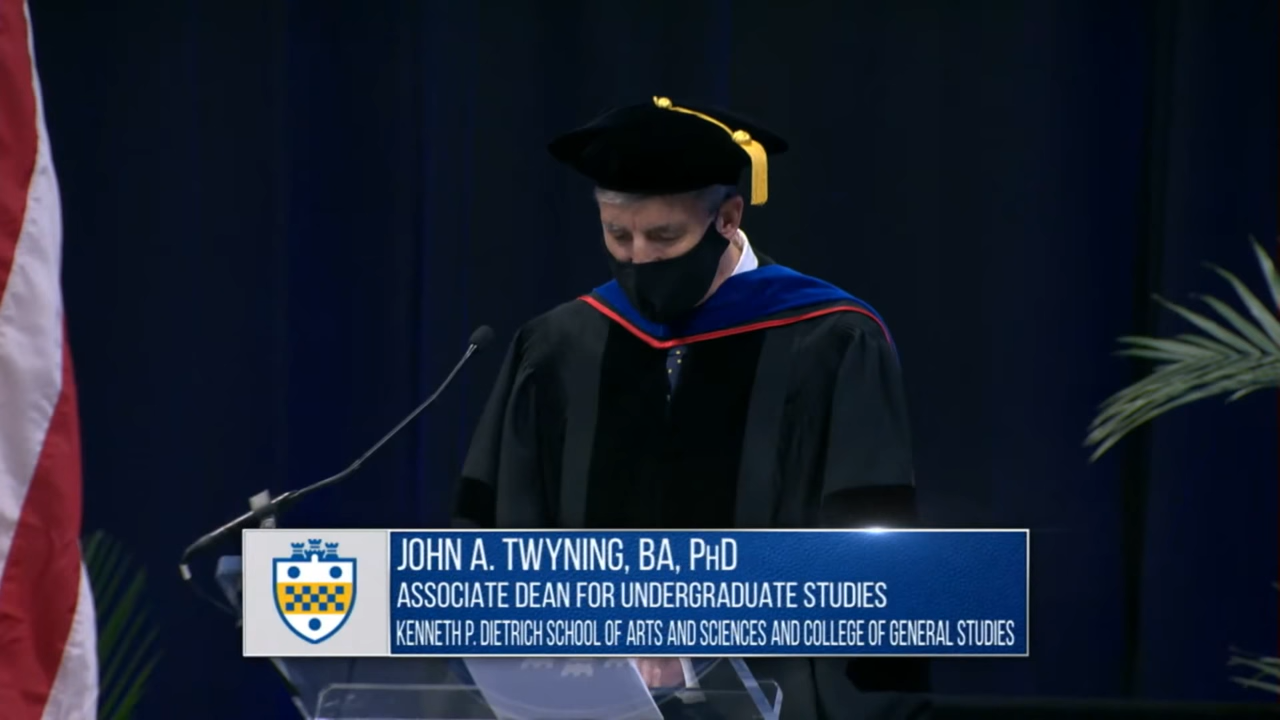 JOHN A. TWYNING, BA, PHD
ASSOCIATE DEAN FOR UNDERGRADUATE STUDIES
KENNETH P. DIETRICH SCHOOL OF ARTS AND SCIENCES AND COLLEGE OF GENERAL STUDIES